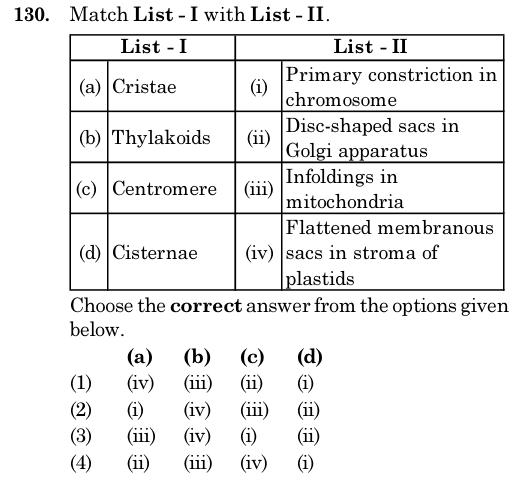 130. Match List - I with List - II.
List - I List - II
(a) Cristae (i) Primary constriction in
chromosome
(b) Thylakoids (ii) Disc-shaped sacs in
Golgi apparatus
(c) Centromere (iii) Infoldings in
mitochondria
(d) Cisternae (iv) Flattened membranous
sacs in stroma of
plastids
Choose the correct answer from the options given
below.
(a) (b) (c) (d)
(1) (iv) (iii) (ii) (i)
(2) (i) (iv) (iii) (ii)
(3) (iii) (iv) (i) (ii)
(4) (ii) (iii) (iv) (i)